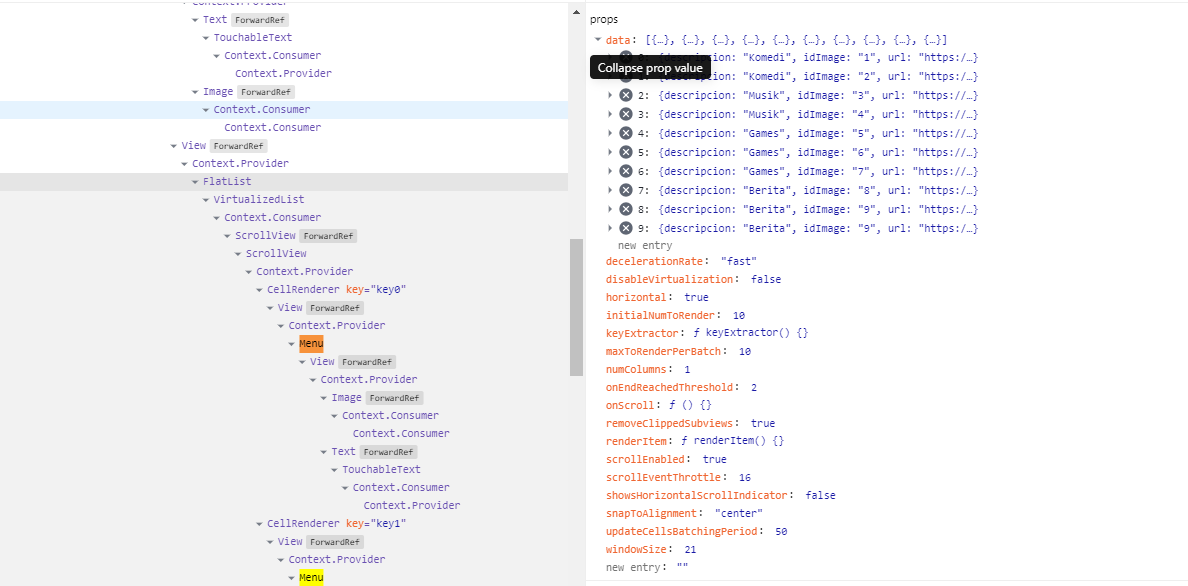 Context.Consumer
Text ForwardRef
TouchableText
Context.Consumer
Context.Provider
Image ForwardRef
Context.Consumer
Context.Consumer
View ForwardRef
Context.Provider
FlatList
VirtualizedList
Context.Consumer
ScrollView ForwardRef
ScrollView
Context.Provider
CellRenderer key="key0"
View ForwardRef
Context.Provider
Menu
View ForwardRef
Context.Provider
Image ForwardRef
Context.Consumer
Context.Consumer
Text ForwardRef
TouchableText
Context.Consumer
Context.Provider
CellRenderer key="key1"
View ForwardRef
Context.Provider
Menu
props
data: [{…}, {…}, {…}, {…}, {…}, {…}, {…}, {…}, {…}, {…}]
{descripcion: "Komedi", idImage: "1", url: "https:/…}
Collapse prop value
{descripcion: "Komedi", idImage: "2", url: "https:/…}
2: {descripcion: "Musik", idImage: "3", url: "https://…}
3: {descripcion: "Musik", idImage: "4", url: "https://…}
4: {descripcion: "Games", idImage: "5", url: "https://…}
5: {descripcion: "Games", idImage: "6", url: "https://…}
6: {descripcion: "Games", idImage: "7", url: "https://…}
7: {descripcion: "Berita", idImage: "8", url: "https:/…}
8: {descripcion: "Berita", idImage: "9", url: "https:/…}
9: {descripcion: "Berita", idImage: "9", url: "https:/…}
new entry
decelerationRate: "fast"
disableVirtualization: false
horizontal: true
initialNumToRender: 10
keyExtractor: ƒ keyExtractor() {}
maxToRenderPerBatch: 10
numColumns: 1
onEndReachedThreshold: 2
onScroll: ƒ () {}
removeClippedSubviews: true
renderItem: ƒ renderItem() {}
scrollEnabled: true
scrollEventThrottle: 16
showsHorizontalScrollIndicator: false
snapToAlignment: "center"
updateCellsBatchingPeriod: 50
windowSize: 21
new entry: ""